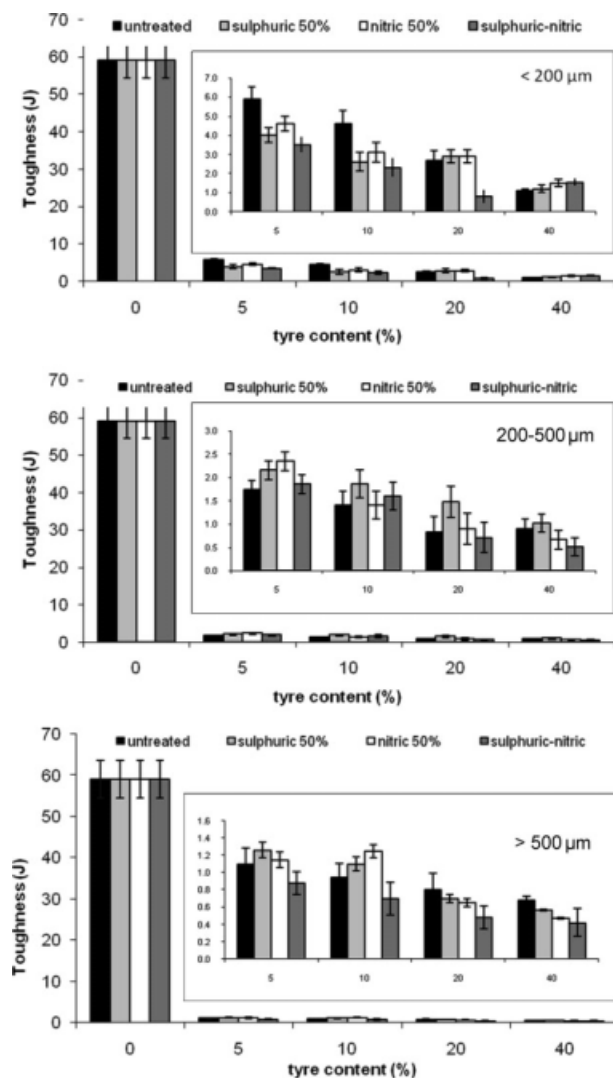 untreated sulphuric 50% nitric 50% sulphuric-nitric
70
60
50
40
30
20
10
0
Toughness (J)
< 200 µm
7.0
6.0
5.0
4.0
3.0
2.0
1.0
0.0
5 10 20 40
0 5 10 20 40
tyre content (%)
untreated sulphuric 50% nitric 50% sulphuric-nitric
70
60
50
40
30
20
10
0
Toughness (J)
200-500 µm
3.0
2.5
2.0
1.5
1.0
0.5
0.0
5 10 20 40
0 5 10 20 40
tyre content (%)
untreated sulphuric 50% nitric 50% sulphuric-nitric
70
60
50
40
30
20
10
0
Toughness (J)
> 500 µm
1.6
1.4
1.2
1.0
0.8
0.6
0.4
0.2
0.0
5 10 20 40
0 5 10 20 40
tyre content (%)